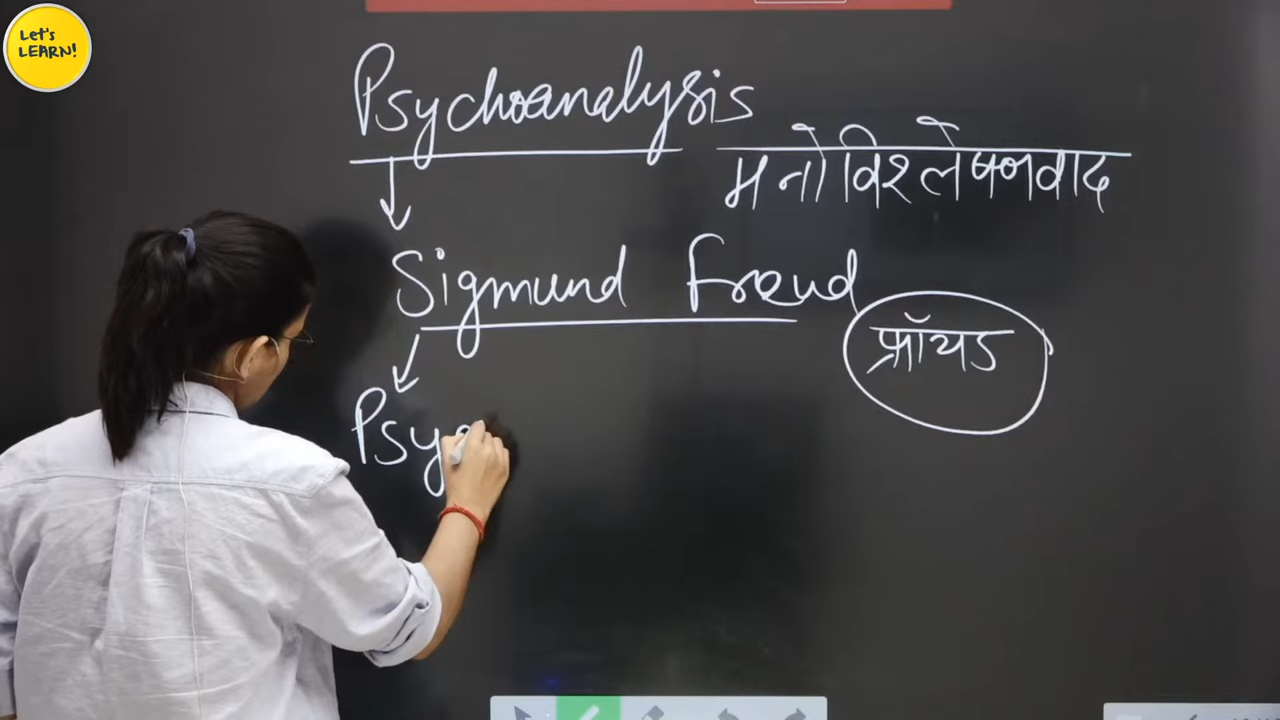 Let's
LEARN!
Psychoanalysis
मनोविश्लेषणवाद
Sigmund Freud
फ्रॉयड
Psy